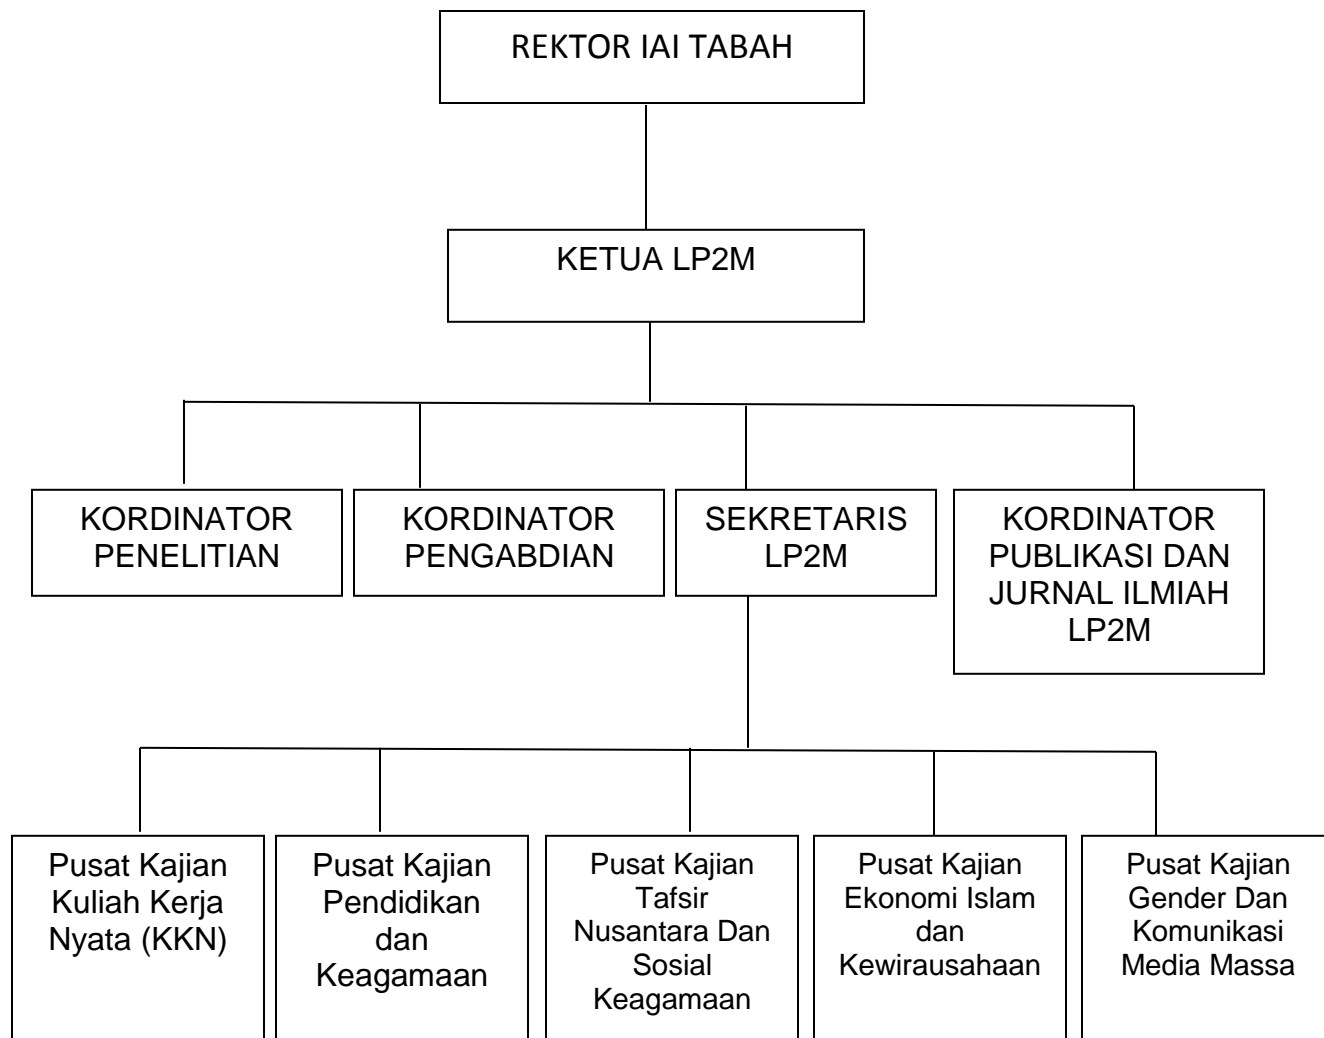 REKTOR IAI TABAH
KETUA LP2M
KORDINATOR
PENELITIAN
KORDINATOR
PENGABDIAN
SEKRETARIS
LP2M
KORDINATOR
PUBLIKASI DAN
JURNAL ILMIAH
LP2M
Pusat Kajian
Kuliah Kerja
Nyata (KKN)
Pusat Kajian
Pendidikan
dan
Keagamaan
Pusat Kajian
Tafsir
Nusantara Dan
Sosial
Keagamaan
Pusat Kajian
Ekonomi Islam
dan
Kewirausahaan
Pusat Kajian
Gender Dan
Komunikasi
Media Massa